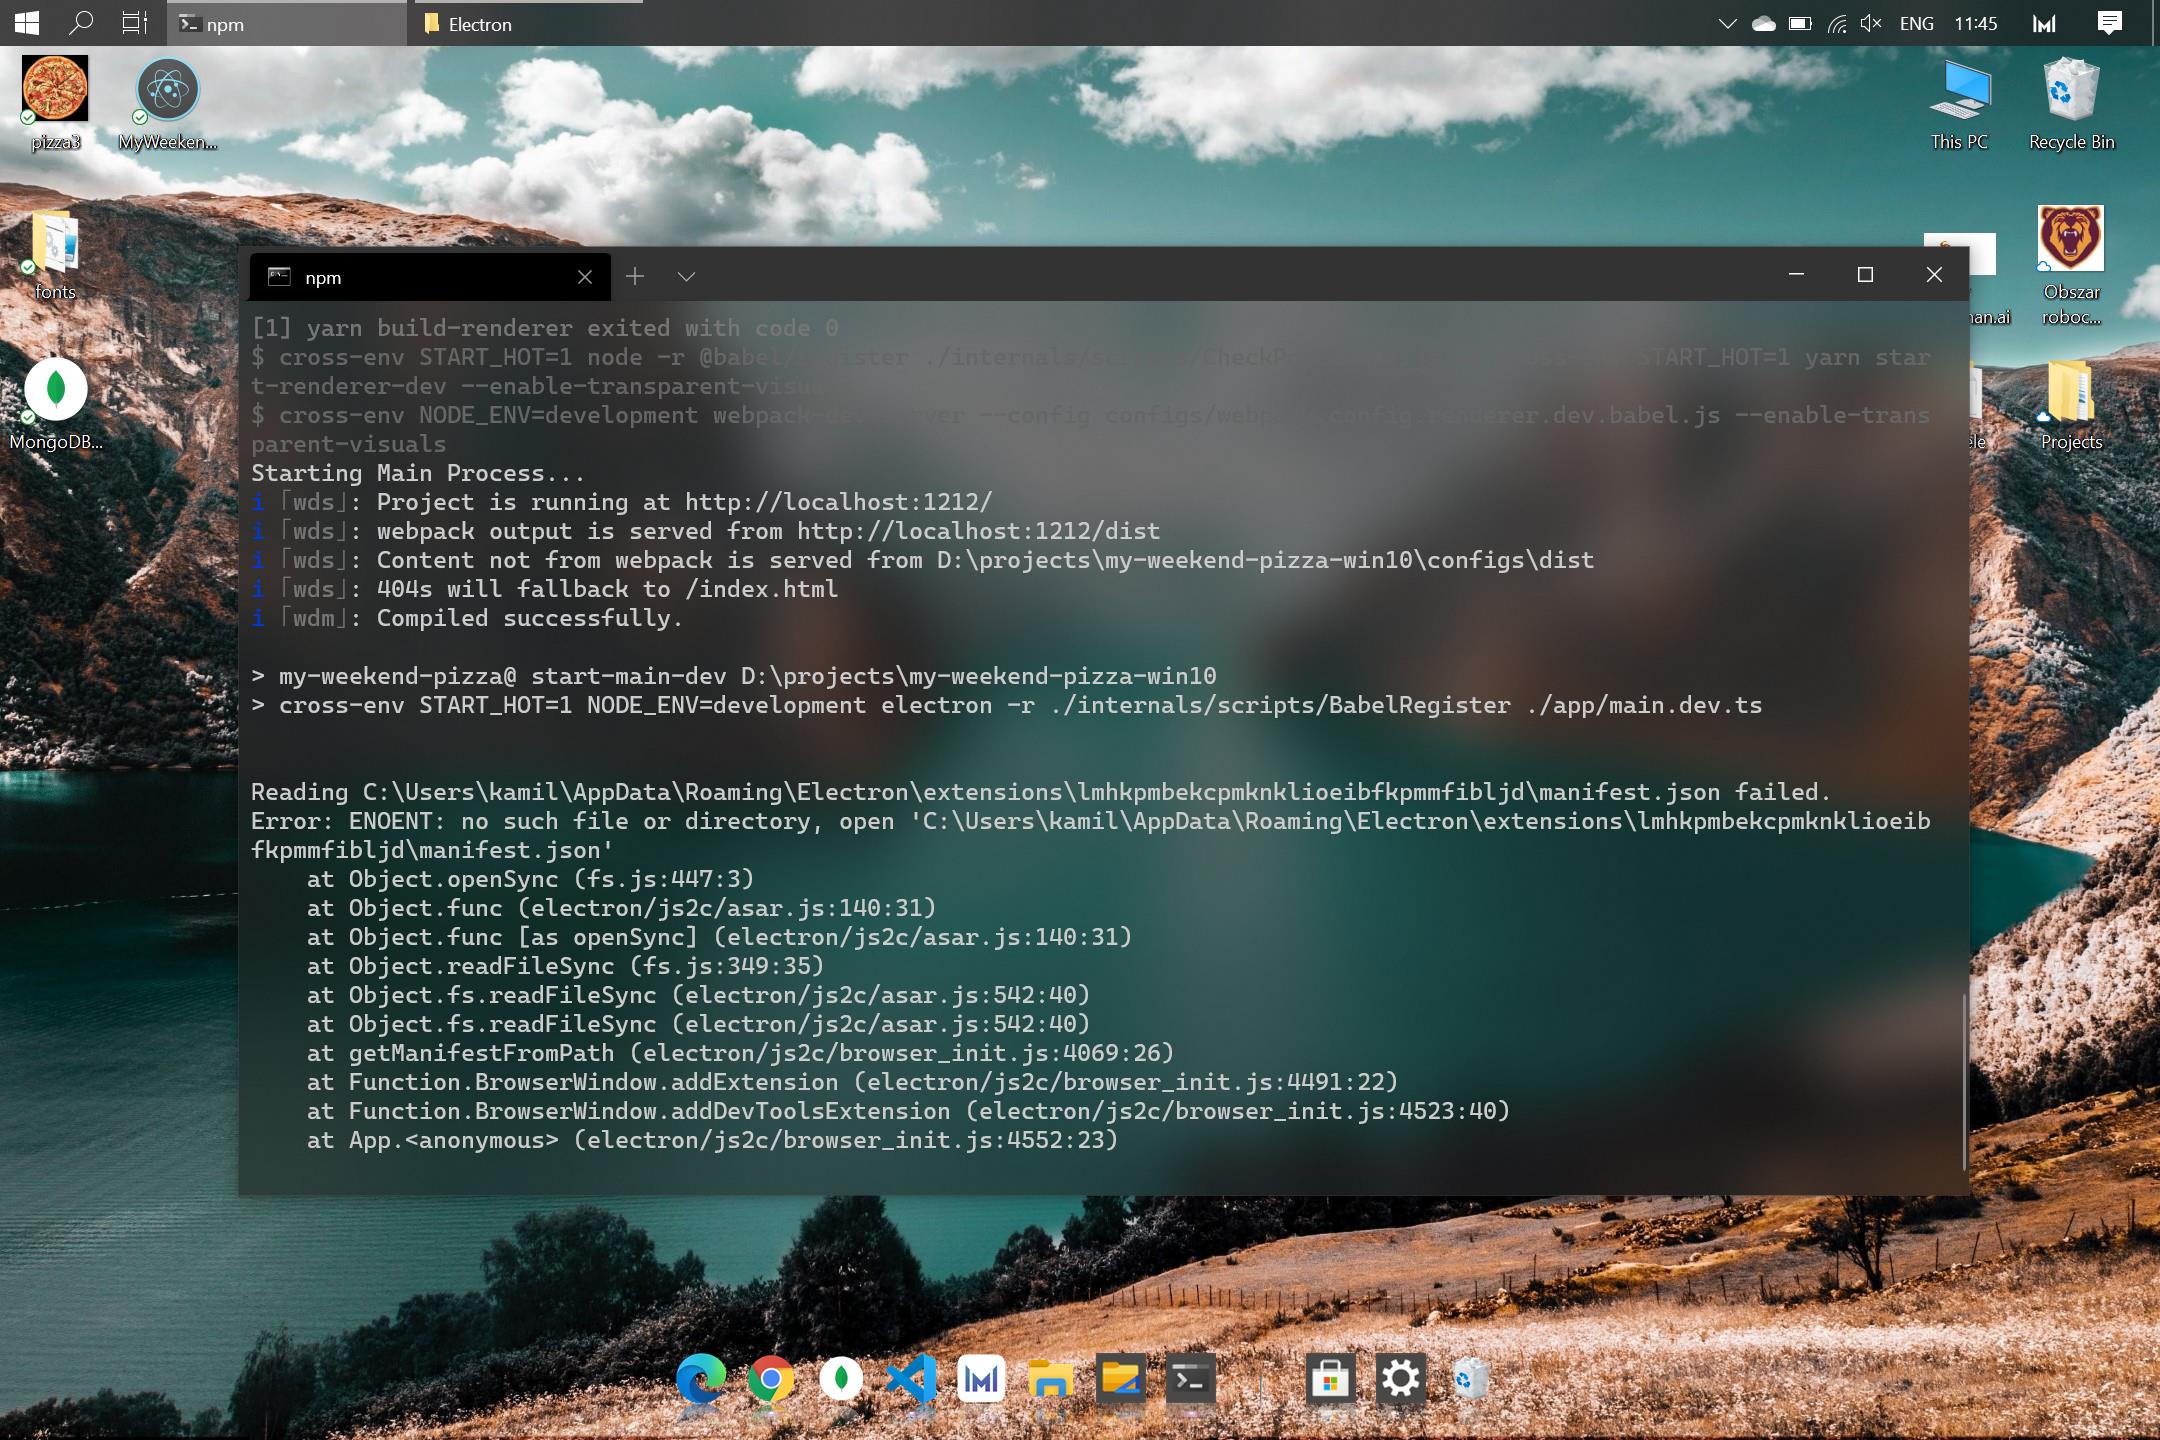 npm
Electron
ENG
11:45
pizza3
MyWeeken...
This PC
Recycle Bin
fonts
Obszar
roboc...
MongoDB...
Projects
npm
[1] yarn build-renderer exited with code 0
$ cross-env START_HOT=1 node -r @babel/register ./internals/scripts/ START_HOT=1 yarn star
t-renderer-dev --enable-transparent-visu
$ cross-env NODE_ENV=development webpack-dev-server --config configs/webpack.config.renderer.dev.babel.js --enable-trans
parent-visuals
Starting Main Process...
i ｢wds｣: Project is running at http://localhost:1212/
i ｢wds｣: webpack output is served from http://localhost:1212/dist
i ｢wds｣: Content not from webpack is served from D:\projects\my-weekend-pizza-win10\configs\dist
i ｢wds｣: 404s will fallback to /index.html
i ｢wdm｣: Compiled successfully.
> my-weekend-pizza@ start-main-dev D:\projects\my-weekend-pizza-win10
> cross-env START_HOT=1 NODE_ENV=development electron -r ./internals/scripts/BabelRegister ./app/main.dev.ts
Reading C:\Users\kamil\AppData\Roaming\Electron\extensions\lmhkpmbekcpmknklioeibfkpmmfibljd\manifest.json failed.
Error: ENOENT: no such file or directory, open 'C:\Users\kamil\AppData\Roaming\Electron\extensions\lmhkpmbekcpmknklioeib
fkpmmfibljd\manifest.json'
at Object.openSync (fs.js:447:3)
at Object.func (electron/js2c/asar.js:140:31)
at Object.func [as openSync] (electron/js2c/asar.js:140:31)
at Object.readFileSync (fs.js:349:35)
at Object.fs.readFileSync (electron/js2c/asar.js:542:40)
at Object.fs.readFileSync (electron/js2c/asar.js:542:40)
at getManifestFromPath (electron/js2c/browser_init.js:4069:26)
at Function.BrowserWindow.addExtension (electron/js2c/browser_init.js:4491:22)
at Function.BrowserWindow.addDevToolsExtension (electron/js2c/browser_init.js:4523:40)
at App.<anonymous> (electron/js2c/browser_init.js:4552:23)